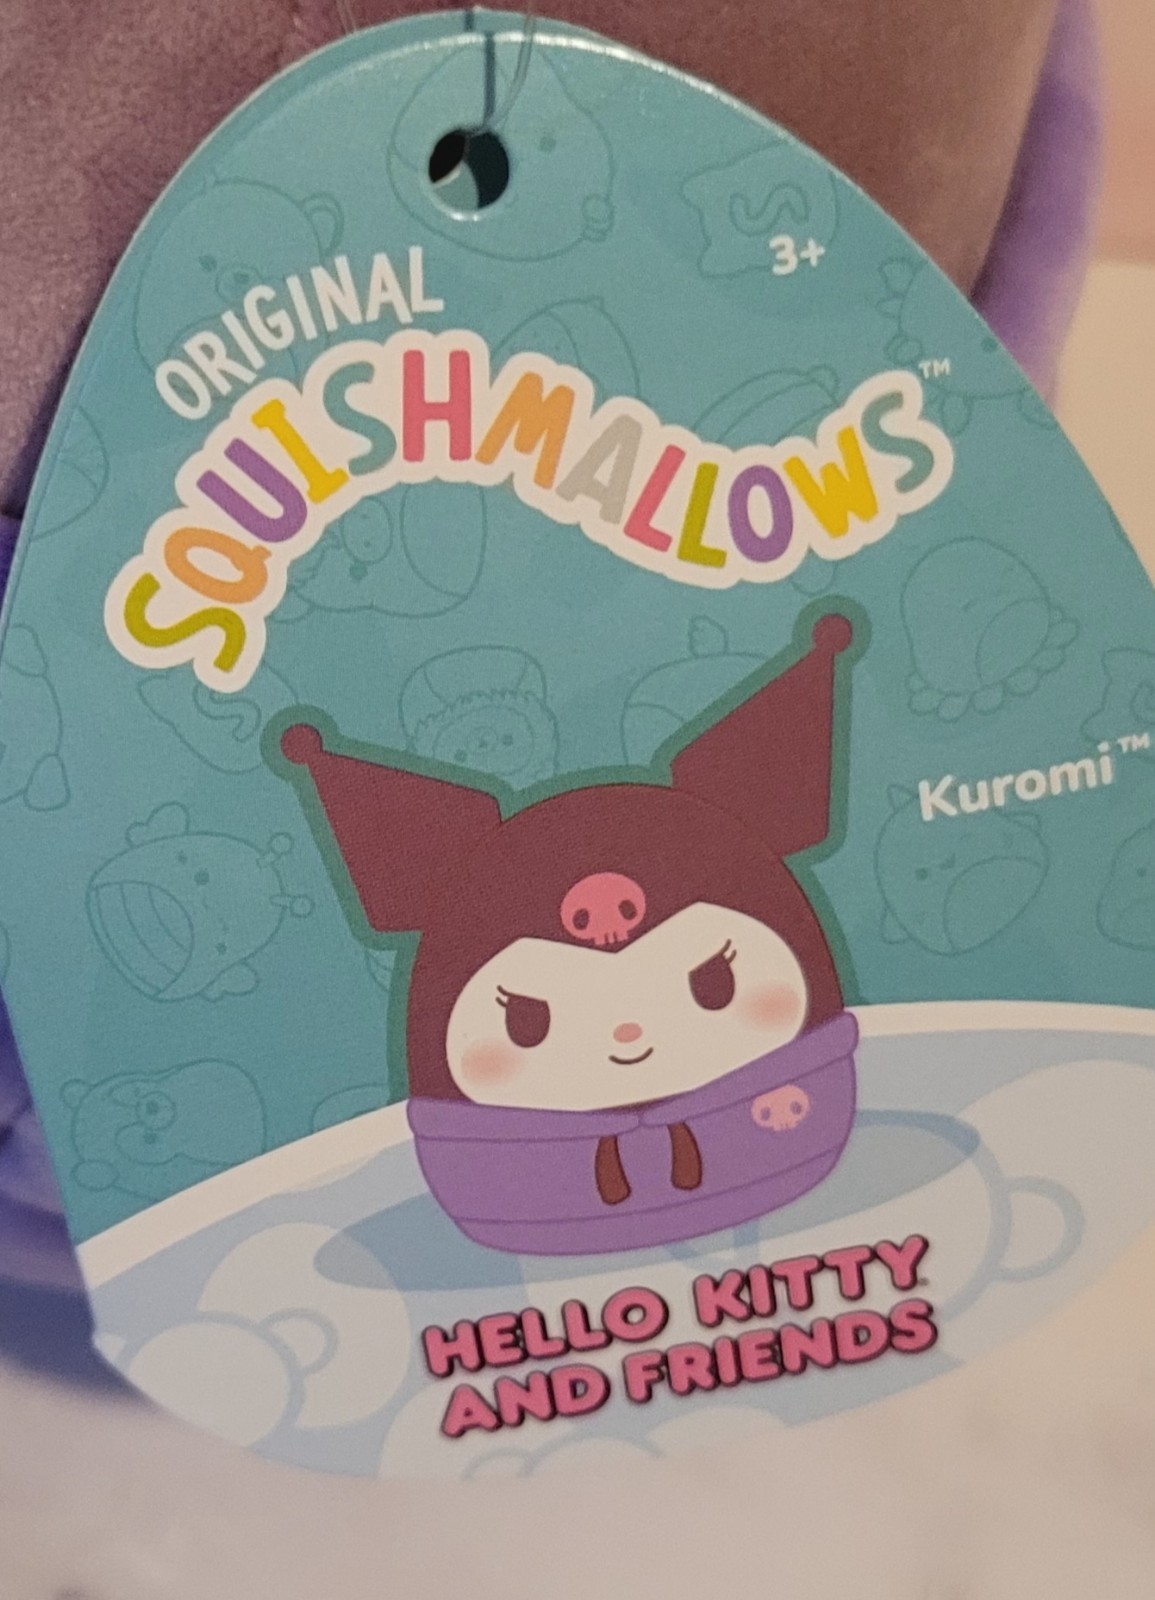 3+
ORIGINAL
SQUISHMALLOWS™
Kuromi™
HELLO KITTY
AND FRIENDS